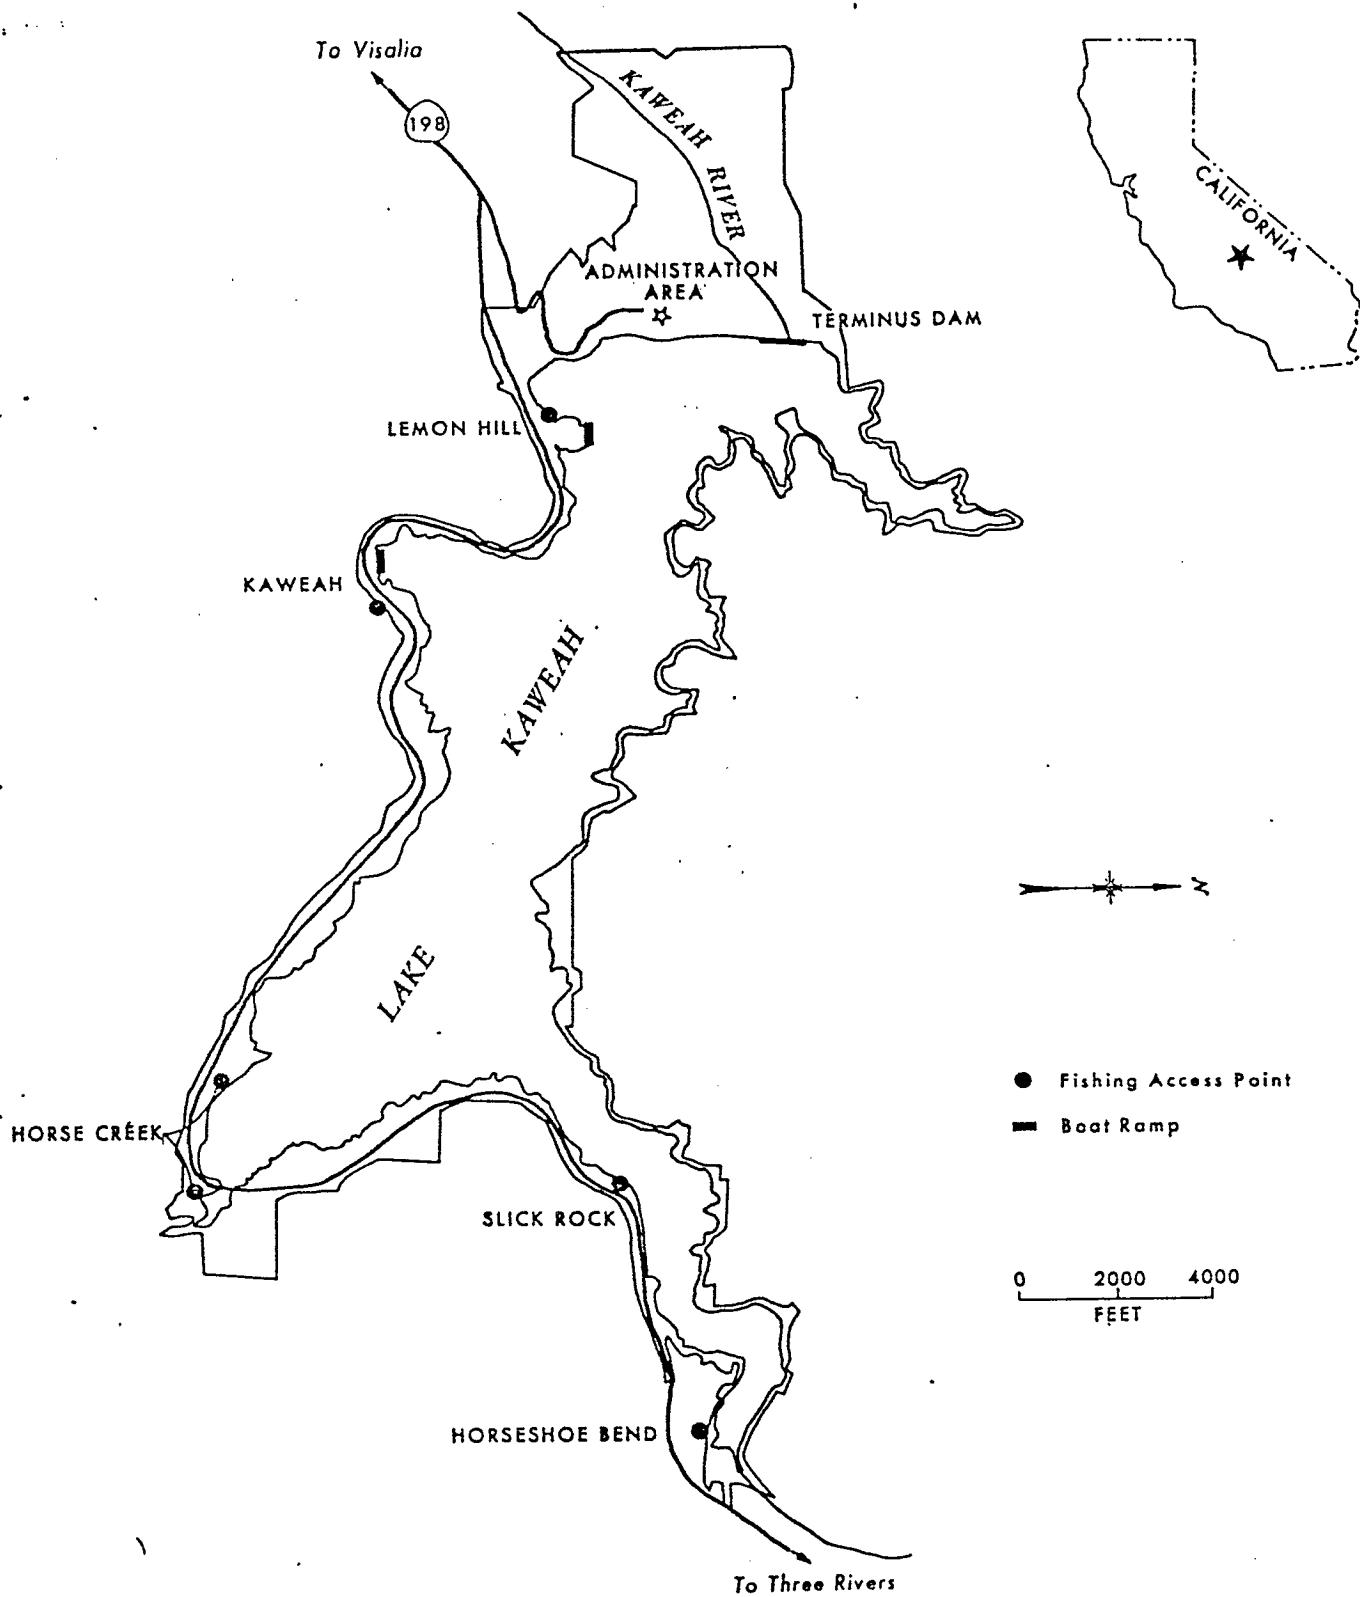 To Visalia
198
KAWEAH RIVER
CALIFORNIA
ADMINISTRATION
AREA
TERMINUS DAM
LEMON HILL
KAWEAH
LAKE KAWEAH
N
Fishing Access Point
HORSE CREEK
Boat Ramp
SLICK ROCK
0 2000 4000
FEET
HORSESHOE BEND
To Three Rivers